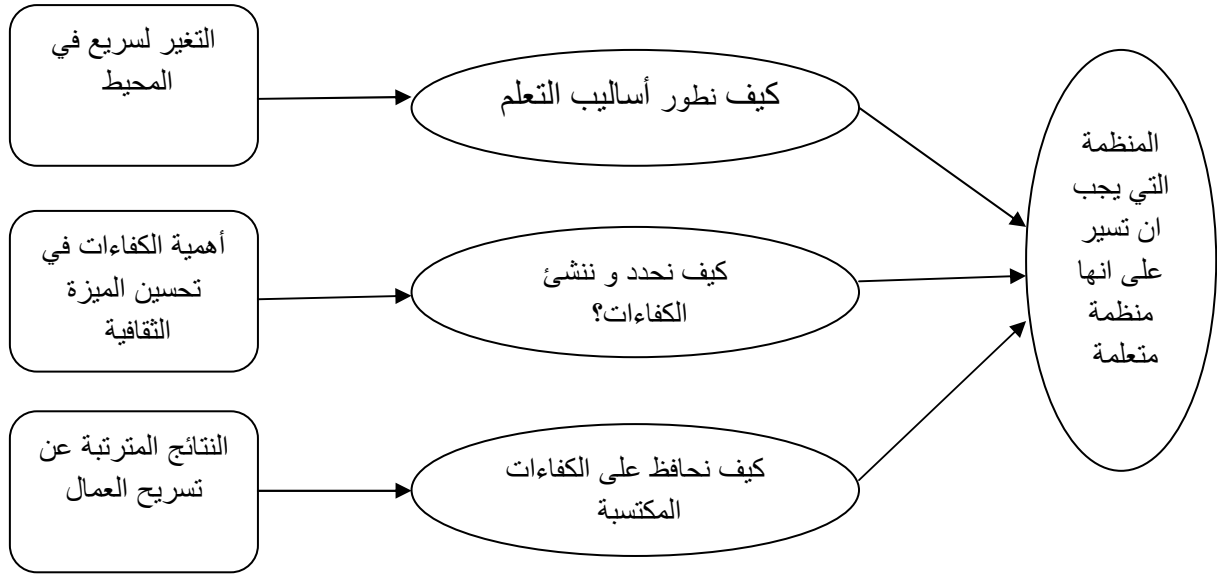 التغير لسريع في
المحيط
كيف نطور أساليب التعلم
أهمية الكفاءات في
تحسين الميزة
الثقافية
كيف نحدد و ننشئ
الكفاءات؟
النتائج المترتبة عن
تسريح العمال
كيف نحافظ على الكفاءات
المكتسبة
المنظمة
التي يجب
ان تسير
على انها
منظمة
متعلمة